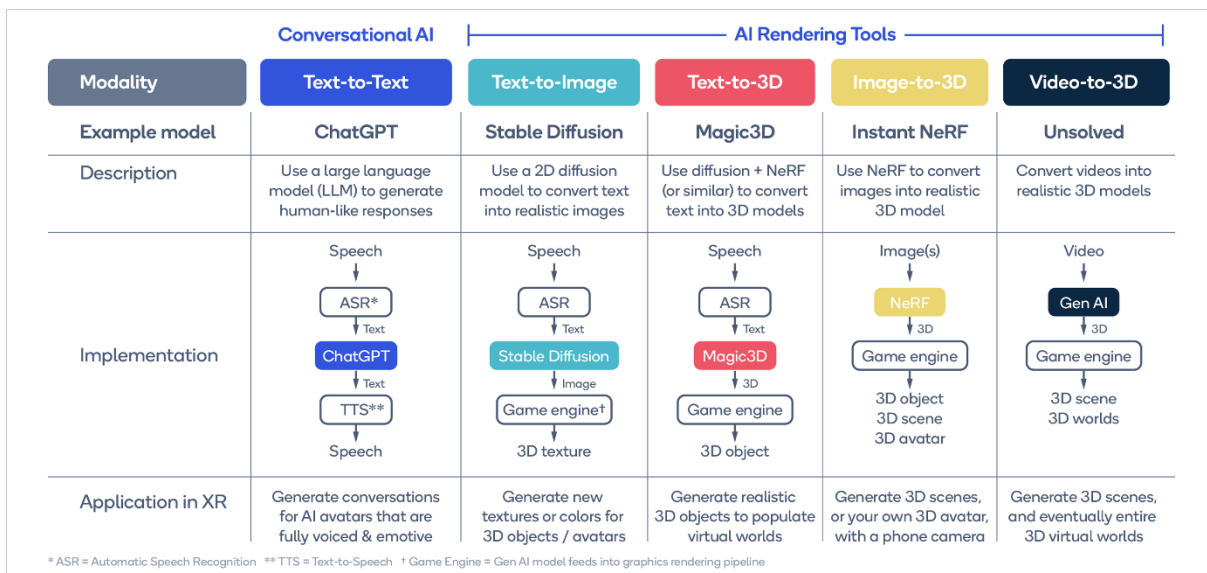 Conversational AI
AI Rendering Tools
Modality
Text-to-Text
Text-to-Image
Text-to-3D
Image-to-3D
Video-to-3D
Example model
ChatGPT
Stable Diffusion
Magic3D
Instant NeRF
Unsolved
Description
Use a large language
model (LLM) to generate
human-like responses
Use a 2D diffusion
model to convert text
into realistic images
Use diffusion + NeRF
(or similar) to convert
text into 3D models
Use NeRF to convert
images into realistic
3D model
Convert videos into
realistic 3D models
Implementation
Speech
ASR*
Text
ChatGPT
Text
TTS**
Speech
Speech
ASR
Text
Stable Diffusion
Image
Game engine†
3D texture
Speech
ASR
Text
Magic3D
3D
Game engine
3D object
Image(s)
NeRF
3D
Game engine
3D object
3D scene
3D avatar
Video
Gen AI
3D
Game engine
3D scene
3D worlds
Application in XR
Generate conversations
for AI avatars that are
fully voiced & emotive
Generate new
textures or colors for
3D objects / avatars
Generate realistic
3D objects to populate
virtual worlds
Generate 3D scenes,
or your own 3D avatar,
with a phone camera
Generate 3D scenes,
and eventually entire
3D virtual worlds
* ASR = Automatic Speech Recognition ** TTS = Text-to-Speech † Game Engine = Gen AI model feeds into graphics rendering pipeline